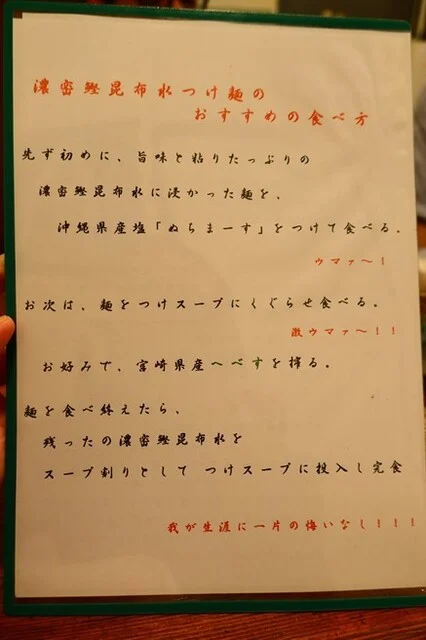 濃密鰹昆布水つけ麺の
おすすめの食べ方
先ず初めに、旨味と粘りたっぷりの
濃密鰹昆布水に浸かった麺を、
沖縄県産塩「ぬちまーす」をつけて食べる。
ウマァ〜！
お次は、麺をつけスープにくぐらせ食べる。
激ウマァ〜！！
お好みで、宮崎県産へべすを搾る。
麺を食べ終えたら、
残ったの濃密鰹昆布水を
スープ割りとして つけスープに投入し完食
我が生涯に一片の悔いなし！！！！